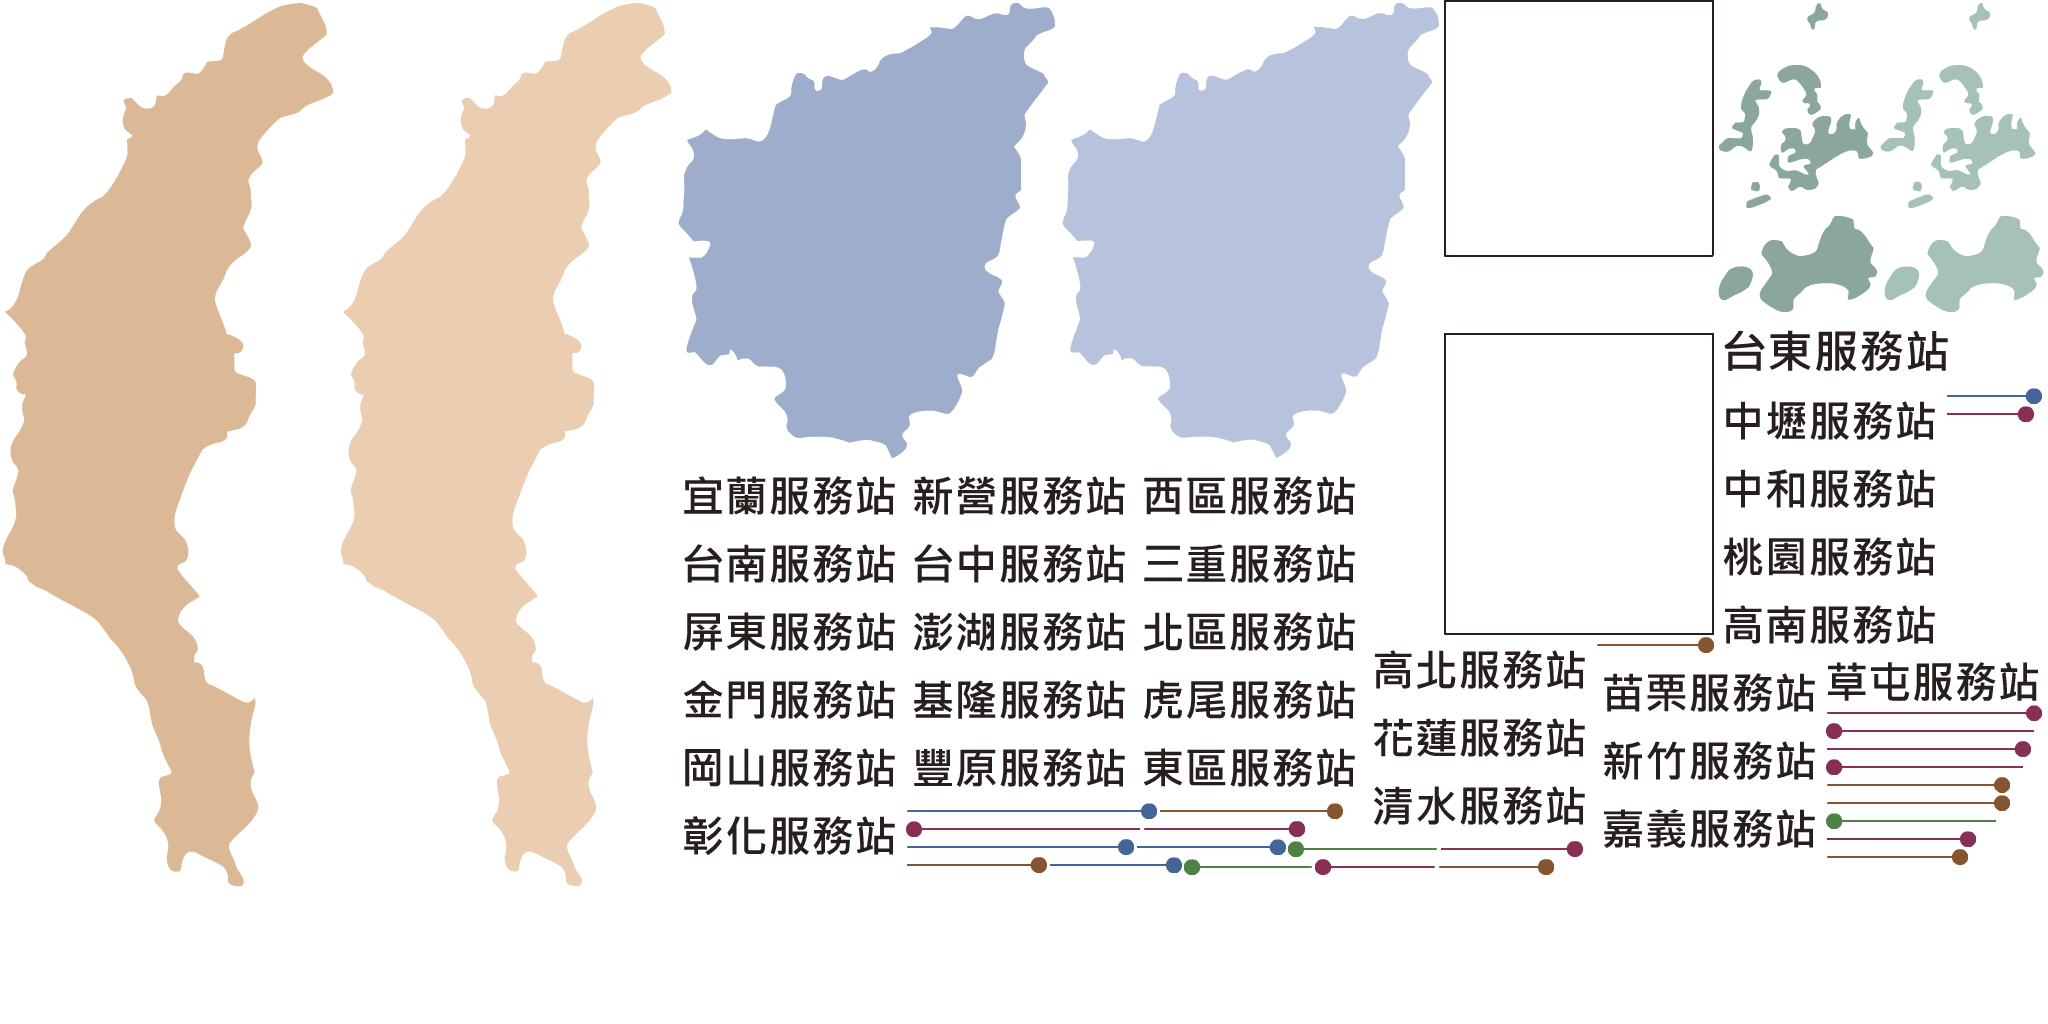 台東服務站
中壢服務站
中和服務站
桃園服務站
高南服務站
宜蘭服務站 新營服務站 西區服務站
台南服務站 台中服務站 三重服務站
屏東服務站 澎湖服務站 北區服務站
金門服務站 基隆服務站 虎尾服務站
岡山服務站 豐原服務站 東區服務站
彰化服務站
高北服務站
花蓮服務站
清水服務站
苗栗服務站
新竹服務站
嘉義服務站
草屯服務站